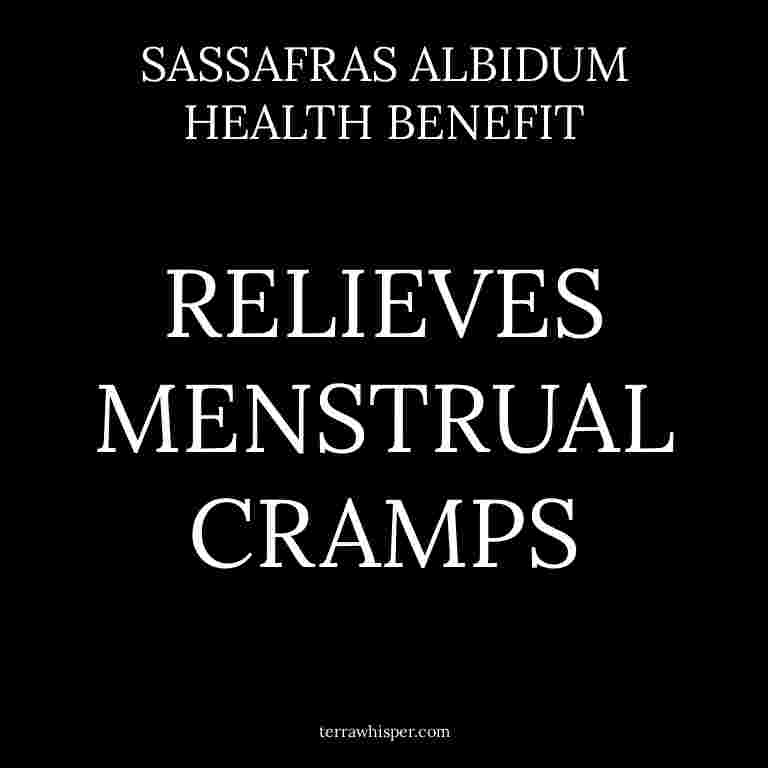 SASSAFRAS ALBIDUM
HEALTH BENEFIT
RELIEVES
MENSTRUAL
CRAMPS
terrawhisper.com